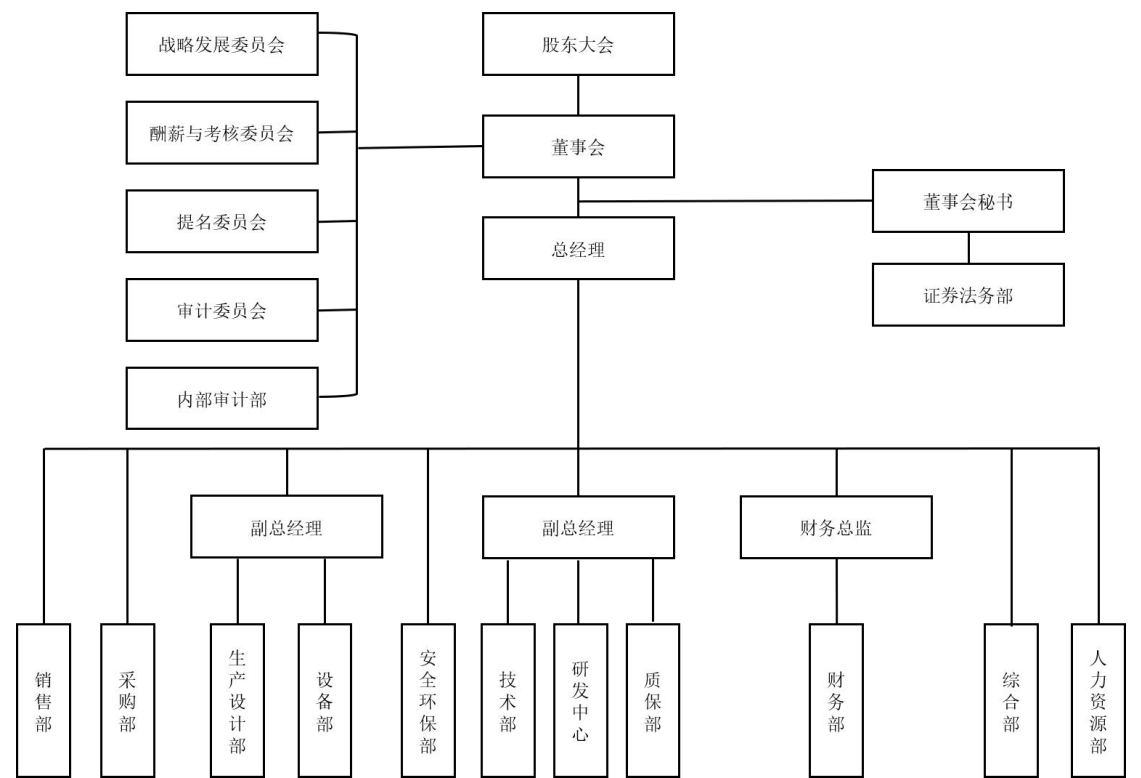 战略发展委员会
股东大会
酬薪与考核委员会
董事会
董事会秘书
提名委员会
总经理
证券法务部
审计委员会
内部审计部
副总经理
副总经理
财务总监
销售部
采购部
生产设计部
设备部
安全环保部
技术部
研发中心
质保部
财务部
综合部
人力资源部